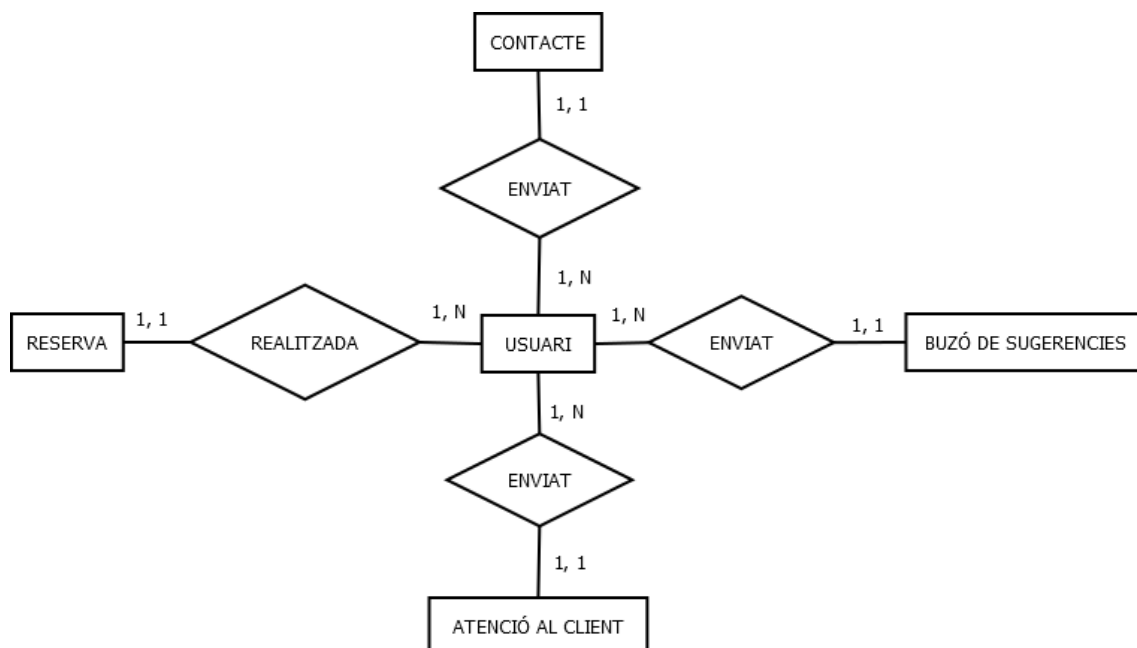 CONTACTE
1, 1
ENVIAT
1, N
1, 1
1, N
1, N
1, 1
RESERVA
REALITZADA
USUARI
ENVIAT
BUZÓ DE SUGERENCIES
1, N
ENVIAT
1, 1
ATENCIÓ AL CLIENT